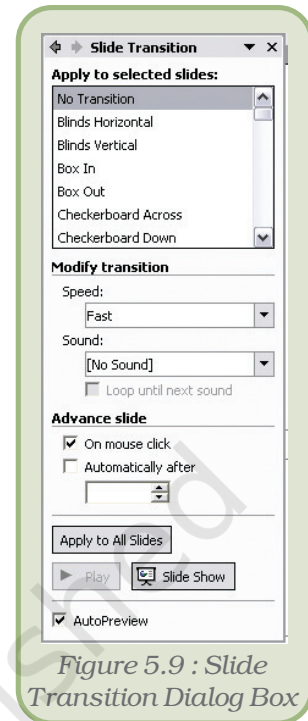 Slide Transition
Apply to selected slides:
No Transition
Blinds Horizontal
Blinds Vertical
Box In
Box Out
Checkerboard Across
Checkerboard Down
Modify transition
Speed:
Fast
Sound:
[No Sound]
Loop until next sound
Advance slide
On mouse click
Automatically after
Apply to All Slides
Play
Slide Show
AutoPreview
Figure 5.9 : Slide
Transition Dialog Box
shed